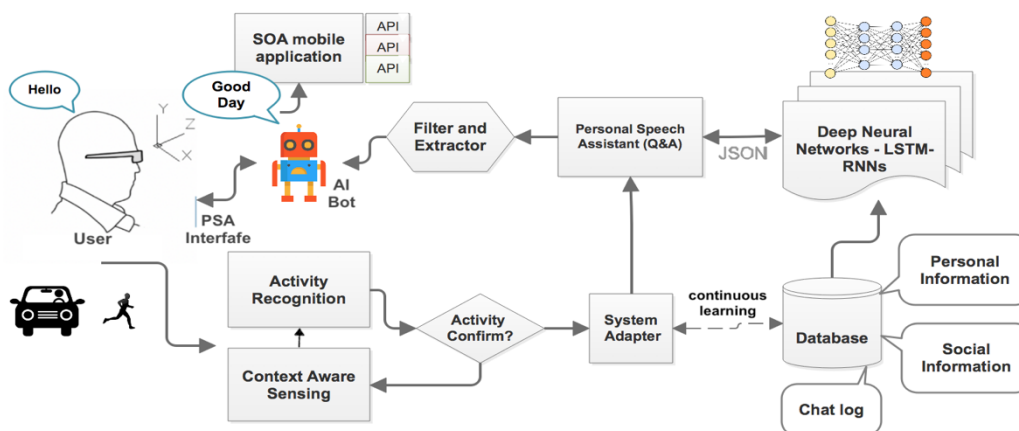 SOA mobile
application
API
API
API
Hello
Good
Day
Y
Z
X
User
PSA
Interfafe
AI
Bot
Filter and
Extractor
Personal Speech
Assistant (Q&A)
JSON
Deep Neural
Networks - LSTM-
RNNs
Activity
Recognition
Context Aware
Sensing
Activity
Confirm?
System
Adapter
continuous
learning
Database
Personal
Information
Social
Information
Chat log